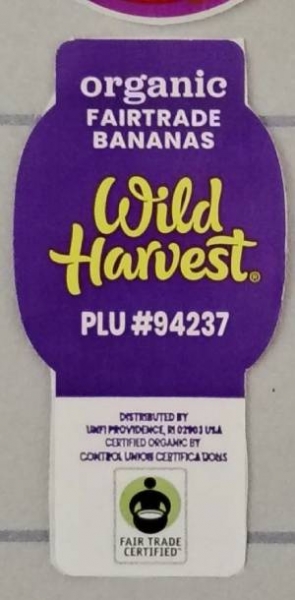 organic
FAIRTRADE
BANANAS
Wild
Harvest®
PLU #94237
DISTRIBUTED BY
UNFI PROVIDENCE, RI 02903 USA
CERTIFIED ORGANIC BY
CONTROL UNION CERTIFICATIONS
FAIR TRADE
CERTIFIED™